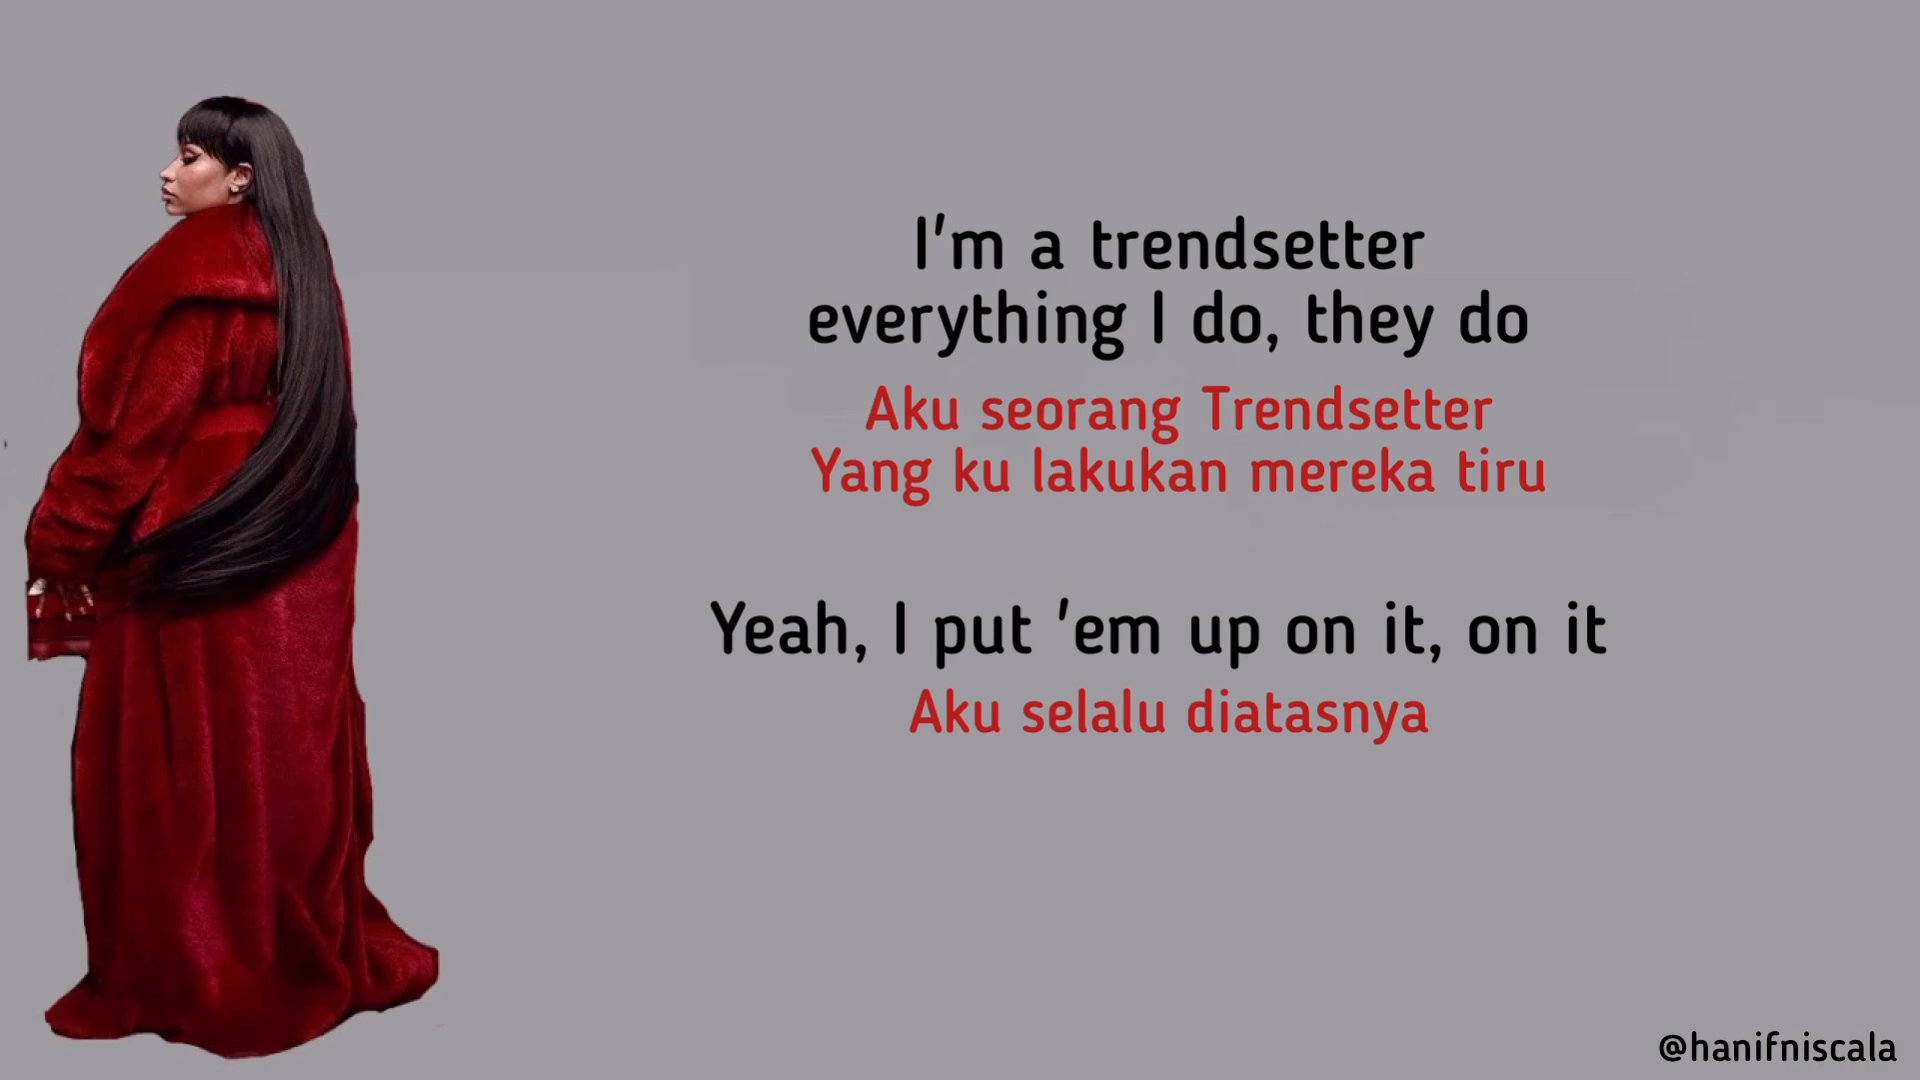 I'm a trendsetter
everything I do, they do
Aku seorang Trendsetter
Yang ku lakukan mereka tiru
Yeah, I put 'em up on it, on it
Aku selalu diatasnya
@hanifniscala